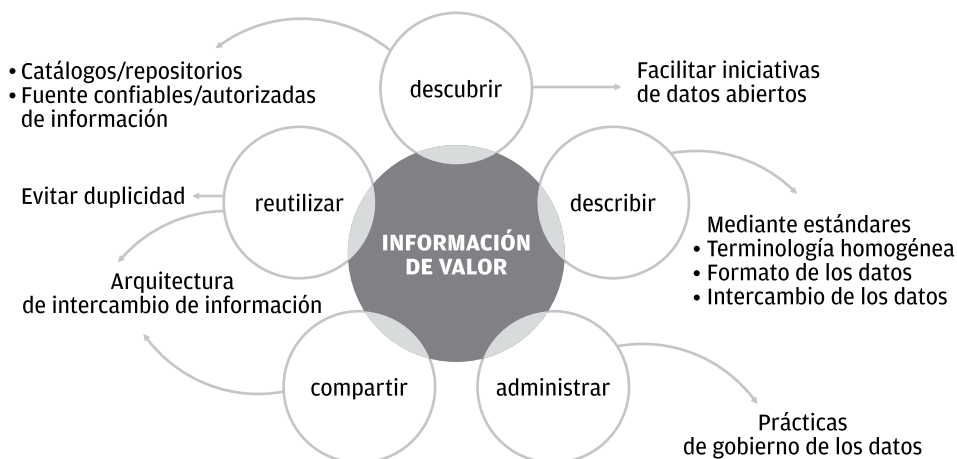 descubrir
• Catálogos/repositorios
• Fuente confiables/autorizadas
de información
Facilitar iniciativas
de datos abiertos
reutilizar
Evitar duplicidad
describir
Mediante estándares
• Terminología homogénea
• Formato de los datos
• Intercambio de los datos
INFORMACIÓN
DE VALOR
Arquitectura
de intercambio de información
compartir
administrar
Prácticas
de gobierno de los datos